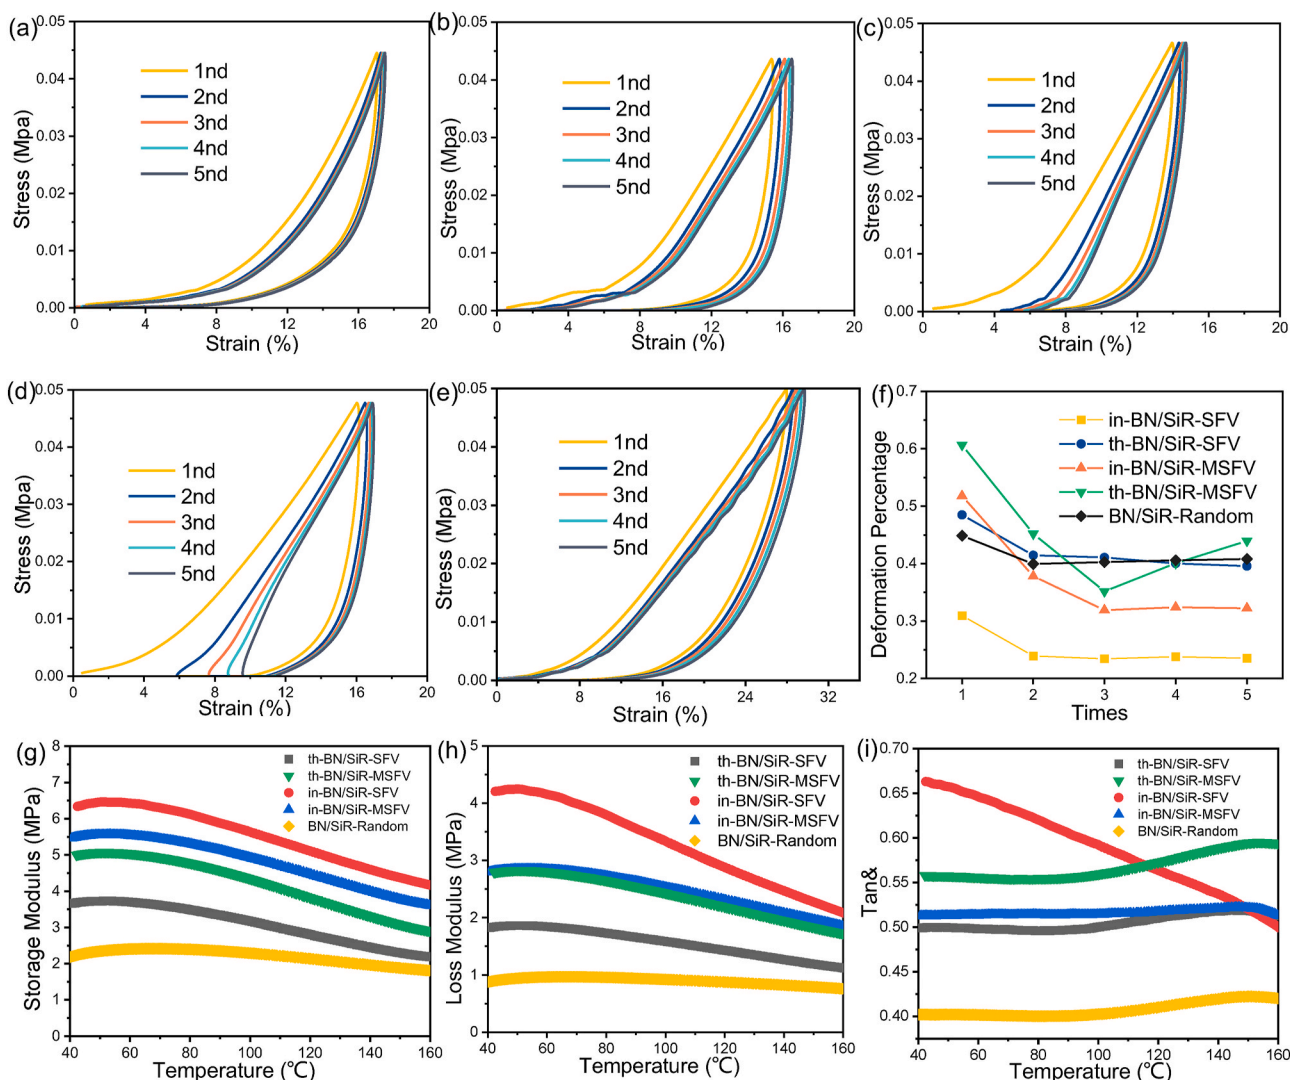 (a)
0.05
0.04
0.03
0.02
0.01
0.00
Stress (Mpa)
1nd
2nd
3nd
4nd
5nd
0 4 8 12 16 20
Strain (%)
(b)
0.05
0.04
0.03
0.02
0.01
0.00
Stress (Mpa)
1nd
2nd
3nd
4nd
5nd
0 4 8 12 16 20
Strain (%)
(c)
0.05
0.04
0.03
0.02
0.01
0.00
Stress (Mpa)
1nd
2nd
3nd
4nd
5nd
0 4 8 12 16 20
Strain (%)
(d)
0.05
0.04
0.03
0.02
0.01
0.00
Stress (Mpa)
1nd
2nd
3nd
4nd
5nd
0 4 8 12 16 20
Strain (%)
(e)
0.05
0.04
0.03
0.02
0.01
0.00
Stress (Mpa)
1nd
2nd
3nd
4nd
5nd
0 8 16 24 32
Strain (%)
(f)
0.7
0.6
0.5
0.4
0.3
0.2
Deformation Percentage
in-BN/SiR-SFV
th-BN/SiR-SFV
in-BN/SiR-MSFV
th-BN/SiR-MSFV
BN/SiR-Random
1 2 3 4 5
Times
(g)
8
7
6
5
4
3
2
1
0
Storage Modulus (MPa)
th-BN/SiR-SFV
th-BN/SiR-MSFV
in-BN/SiR-SFV
in-BN/SiR-MSFV
BN/SiR-Random
40 60 80 100 120 140 160
Temperature (℃)
(h)
5
4
3
2
1
0
Loss Modulus (MPa)
th-BN/SiR-SFV
th-BN/SiR-MSFV
in-BN/SiR-SFV
in-BN/SiR-MSFV
BN/SiR-Random
40 60 80 100 120 140 160
Temperature (℃)
(i)
0.70
0.65
0.60
0.55
0.50
0.45
0.40
Tan&
th-BN/SiR-SFV
th-BN/SiR-MSFV
in-BN/SiR-SFV
in-BN/SiR-MSFV
BN/SiR-Random
40 60 80 100 120 140 160
Temperature (℃)